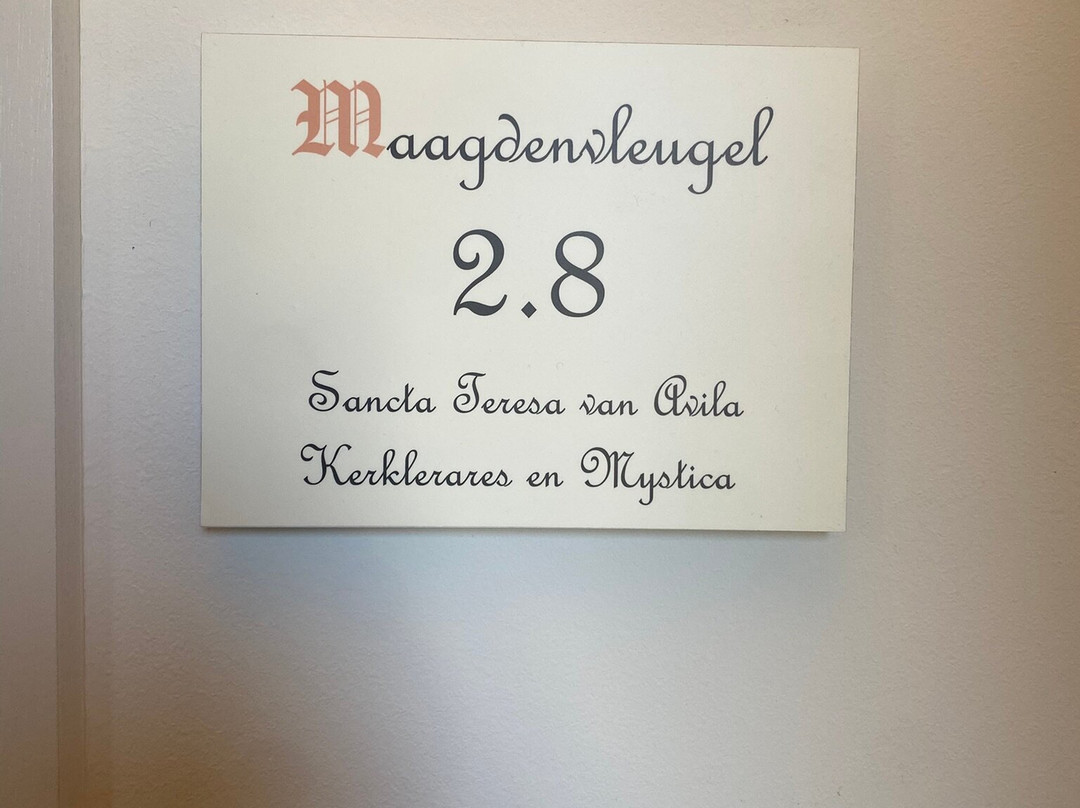 Maagdenvleugel
2.8
Sancta Teresa van Avila
Kerklerares en Mystica